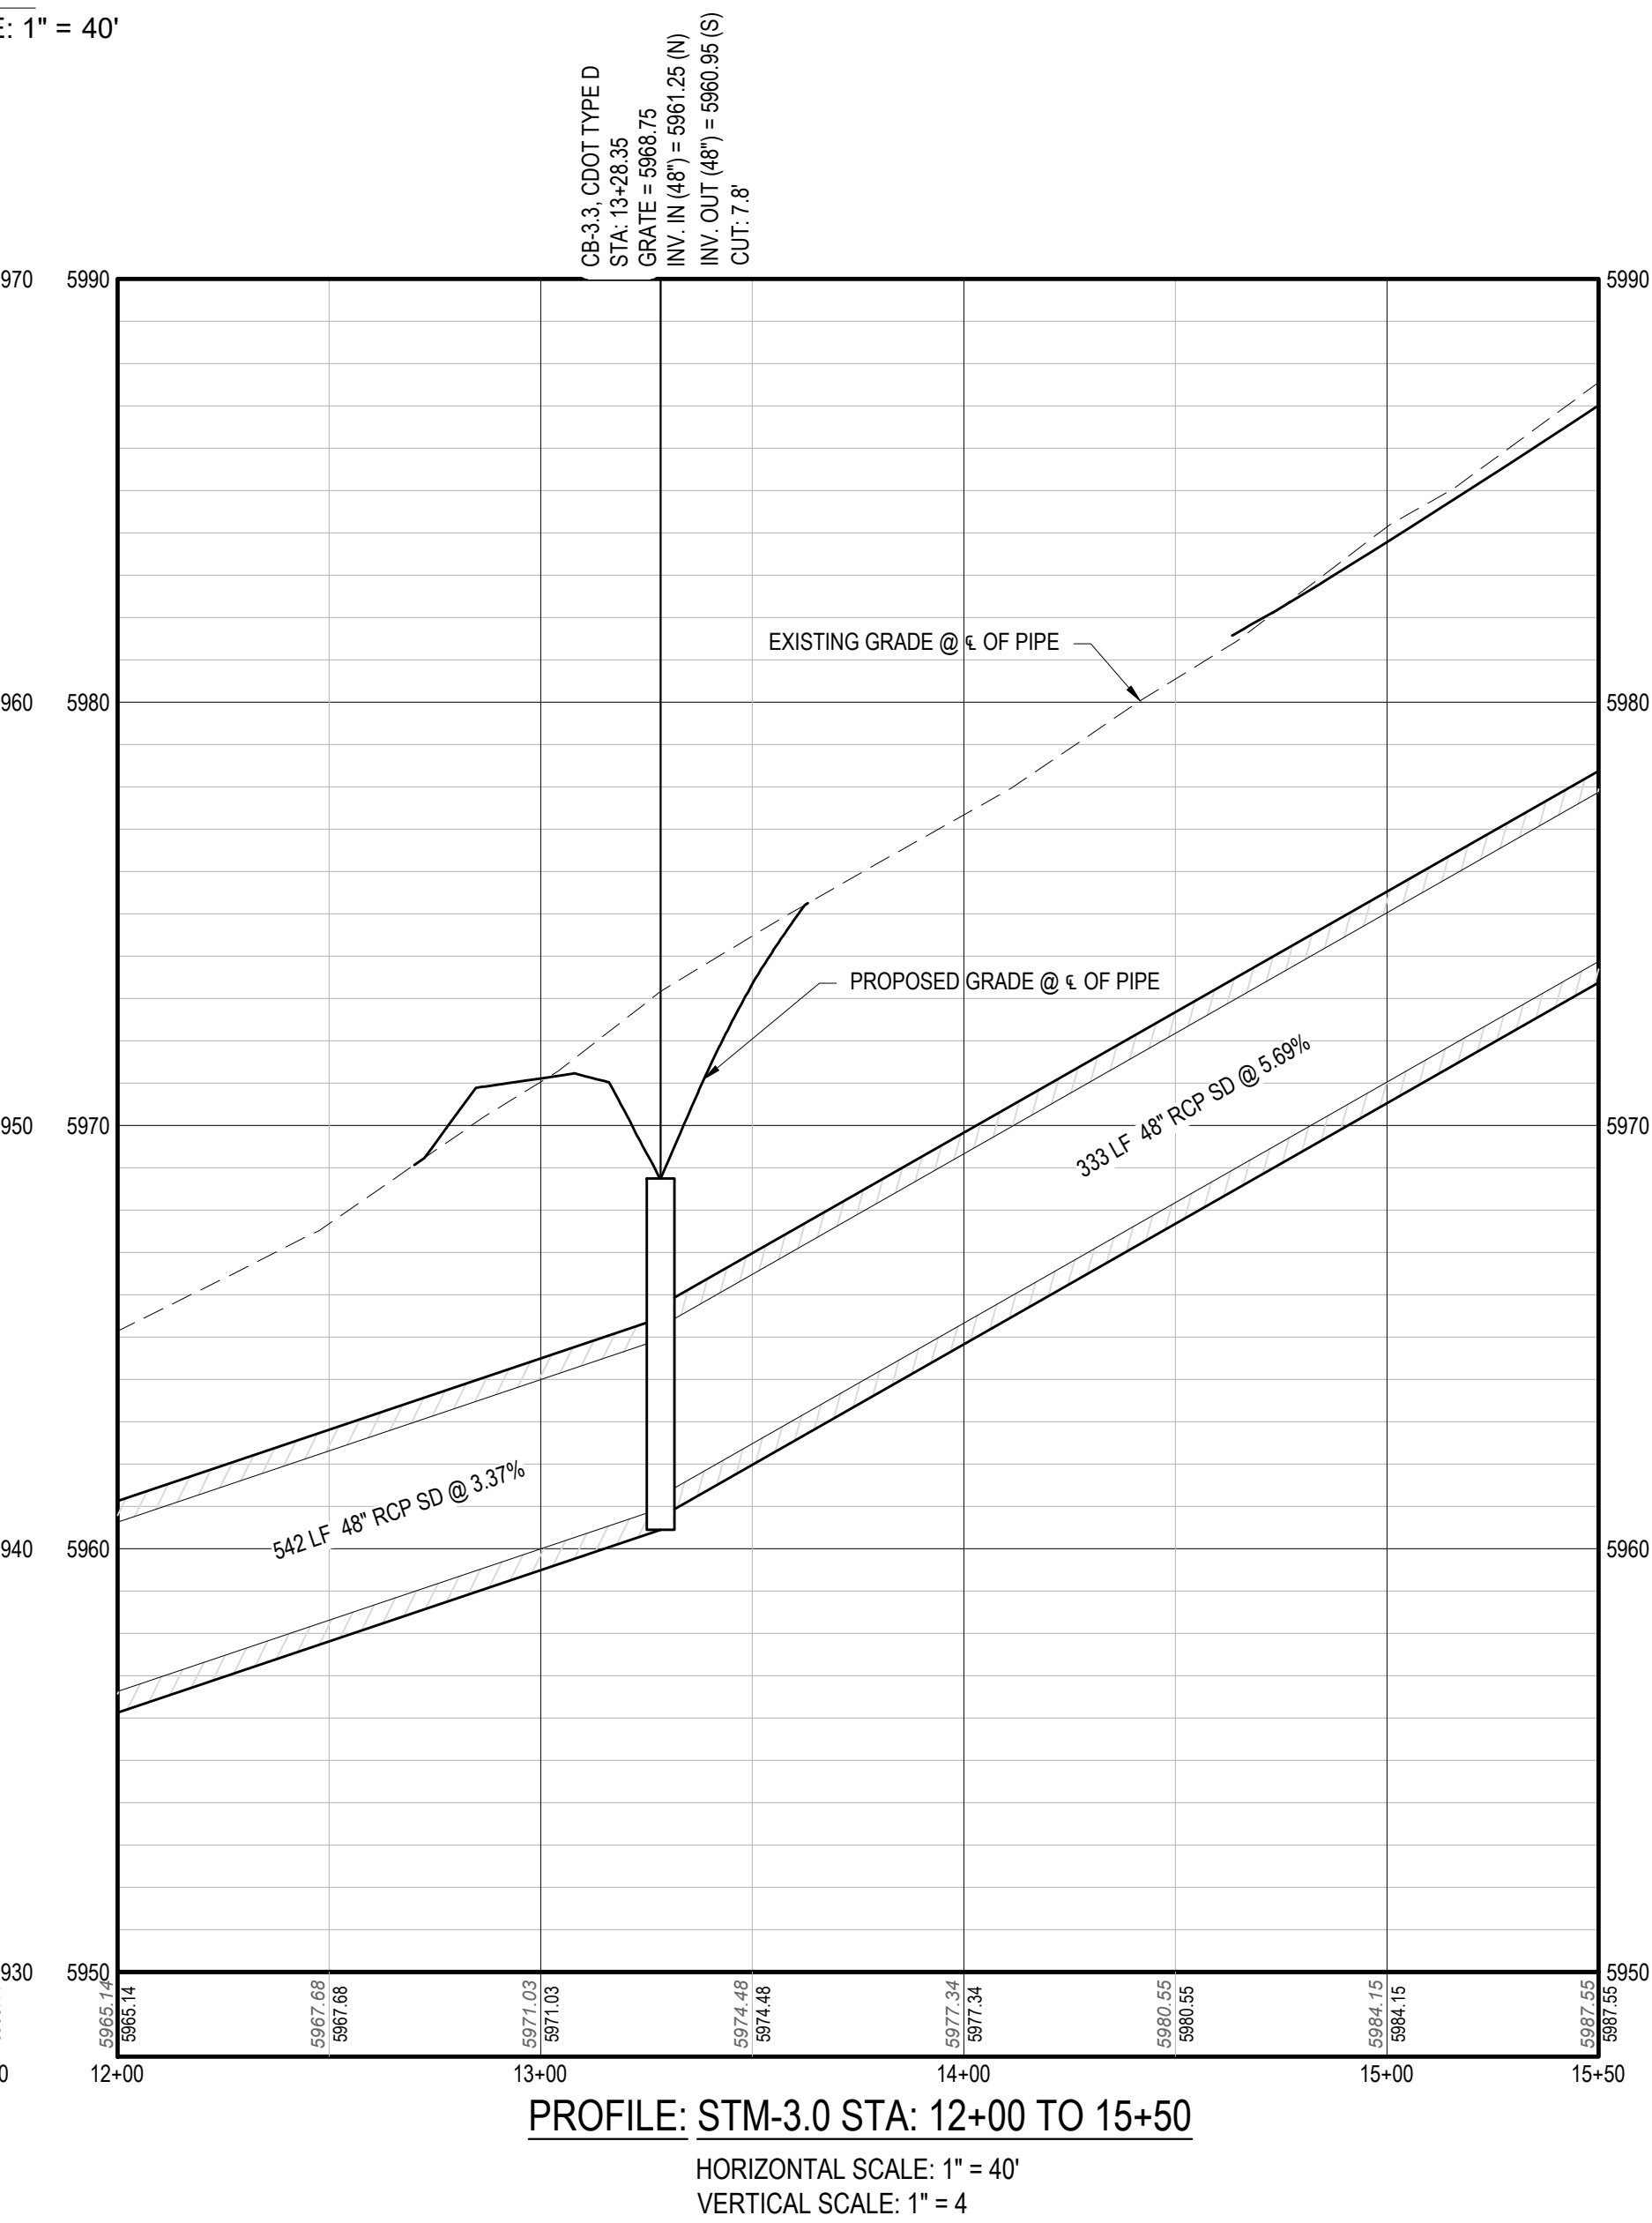 E: 1" = 40'
CB-3.3, CDOT TYPE D
STA: 13+28.35
GRATE = 5968.75
INV. IN (48") = 5961.25 (N)
INV. OUT (48") = 5960.95 (S)
CUT: 7.8'
970 5990 5990
EXISTING GRADE @ ℄ OF PIPE
960 5980 5980
PROPOSED GRADE @ ℄ OF PIPE
333 LF 48" RCP SD @ 5.69%
950 5970 5970
542 LF 48" RCP SD @ 3.37%
940 5960 5960
930 5950 5950
5965.14 5965.14 5967.68 5967.68 5971.03 5971.03 5974.48 5974.48 5977.34 5977.34 5980.55 5980.55 5984.15 5984.15 5987.55 5987.55
0 12+00 13+00 14+00 15+00 15+50
PROFILE: STM-3.0 STA: 12+00 TO 15+50
HORIZONTAL SCALE: 1" = 40'
VERTICAL SCALE: 1" = 4